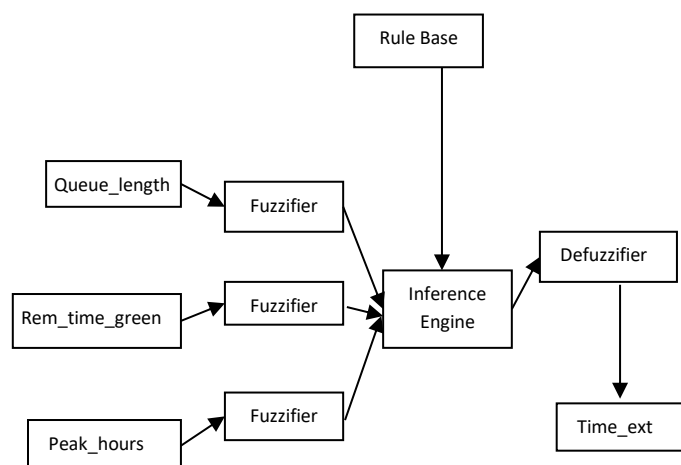 Rule Base
Queue_length
Fuzzifier
Defuzzifier
Rem_time_green
Fuzzifier
Inference
Engine
Fuzzifier
Peak_hours
Time_ext